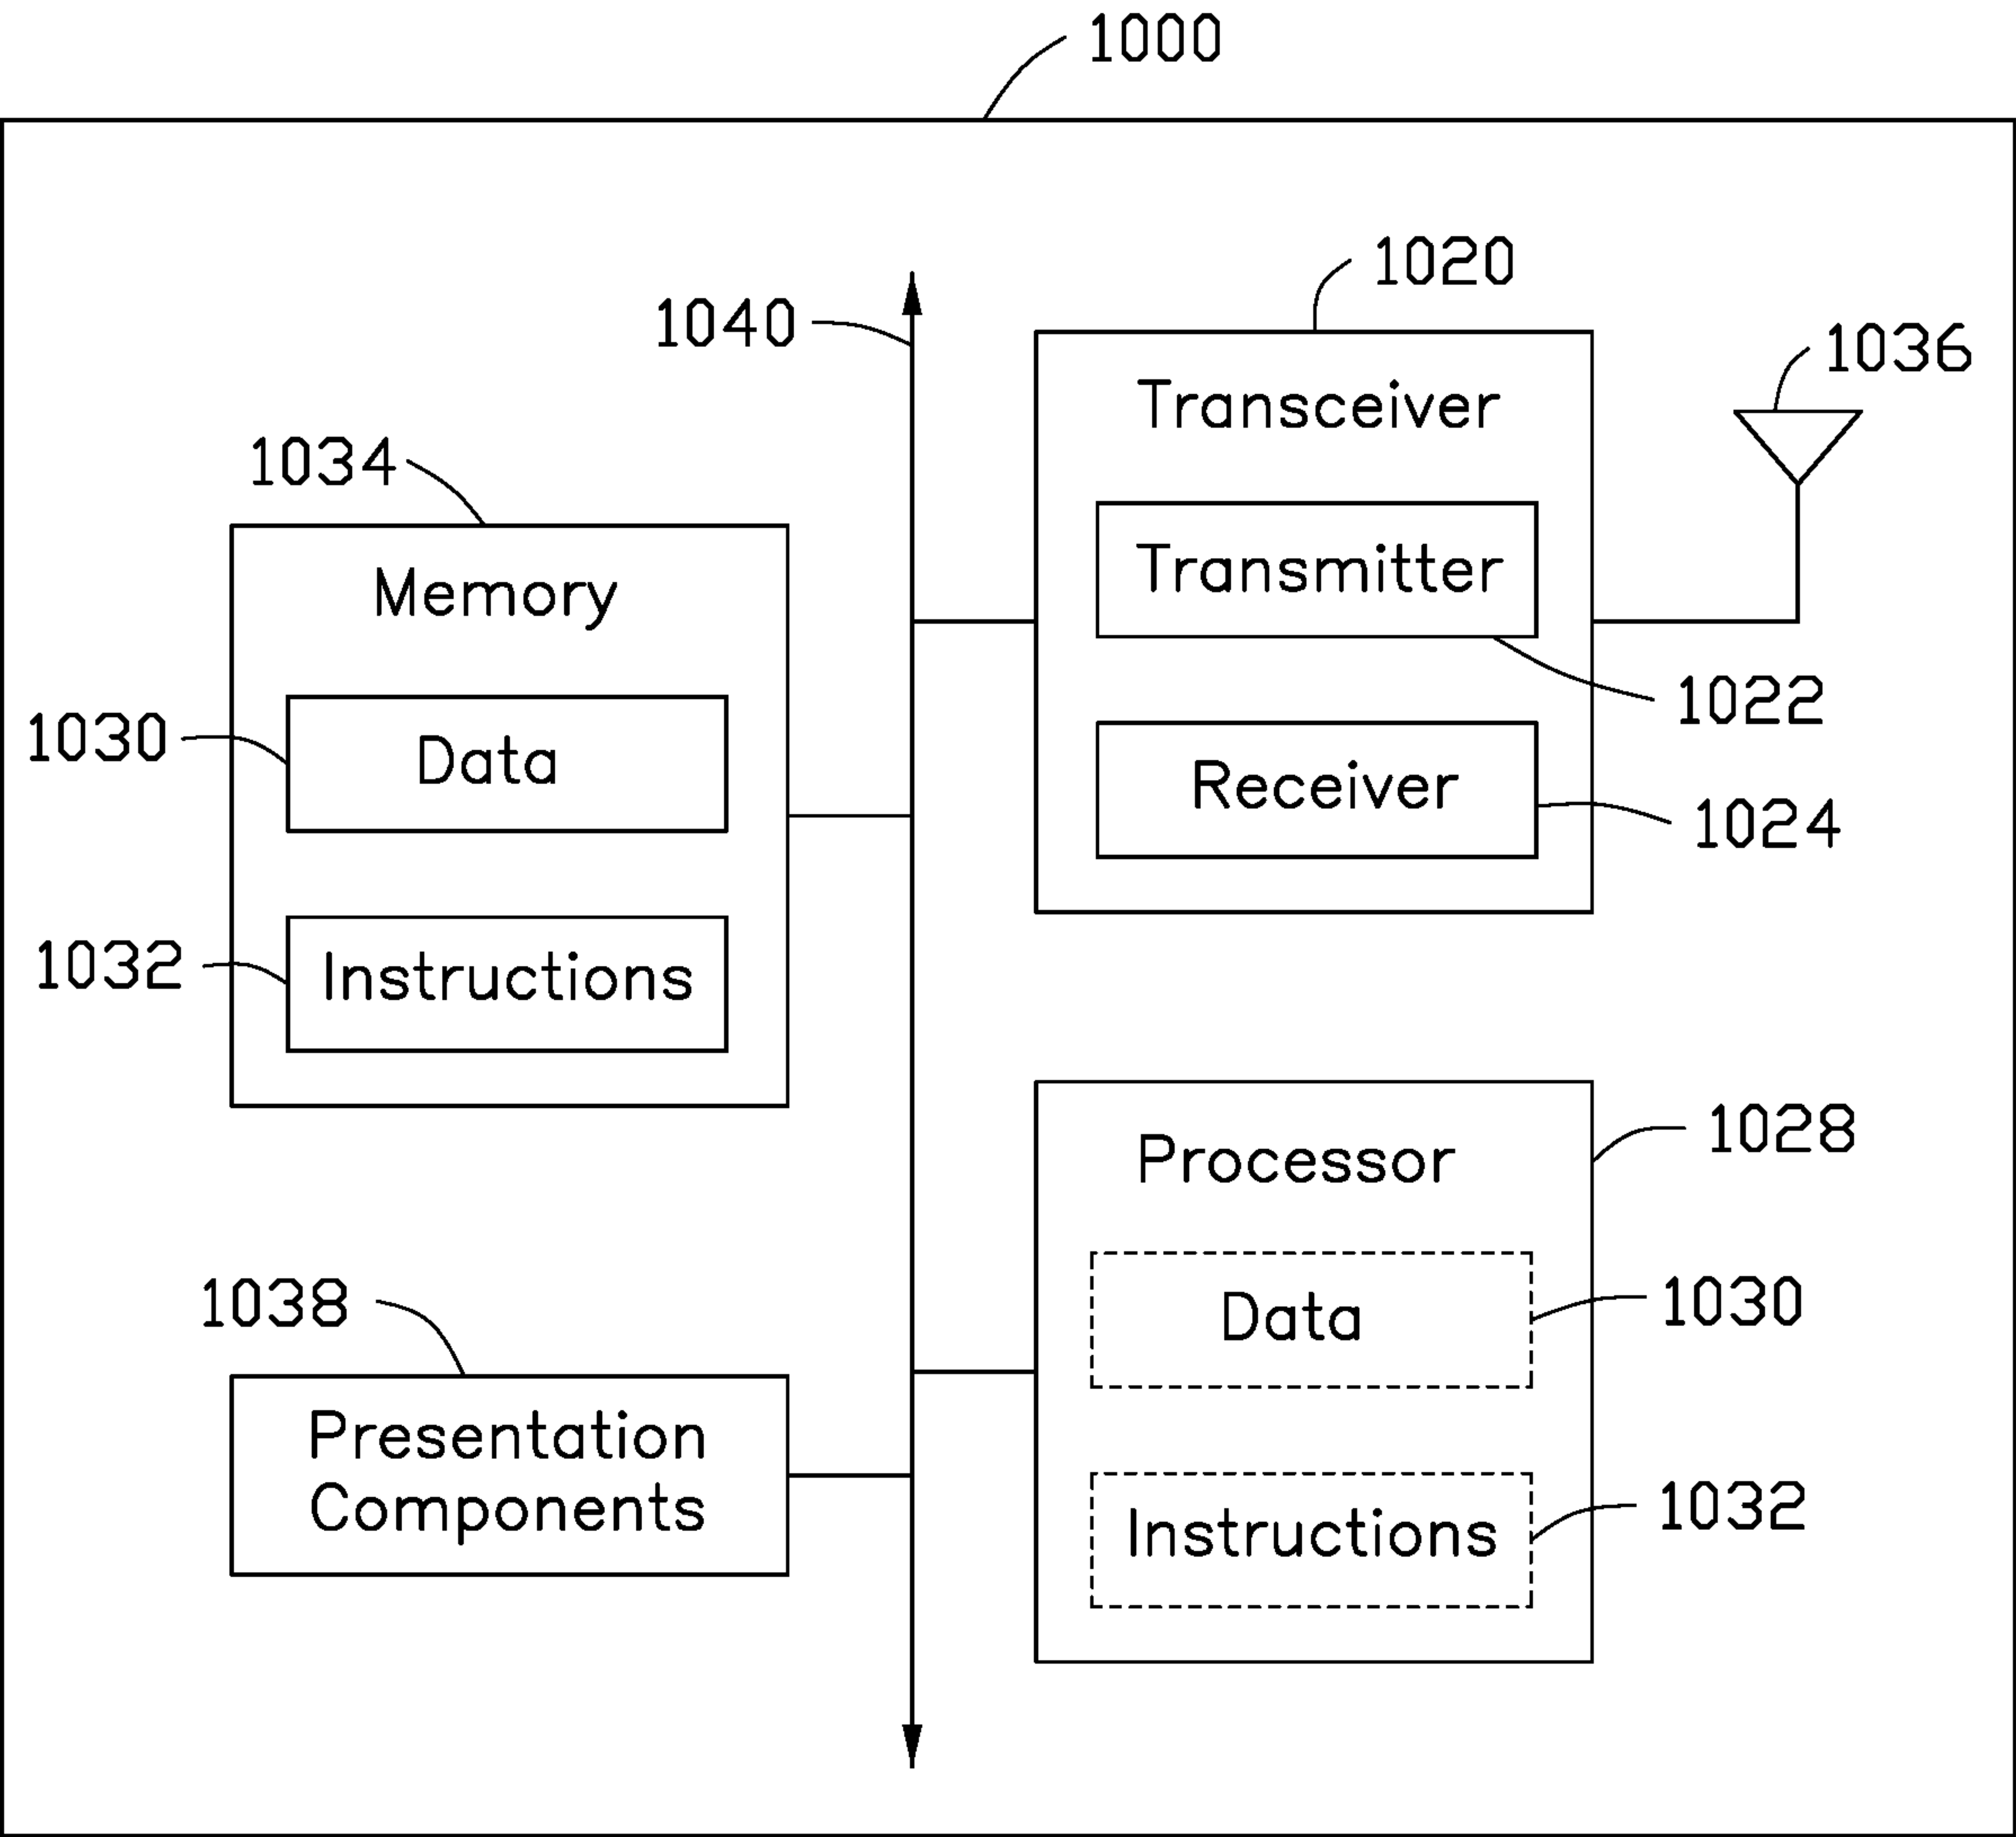 1000
1020
1040
1036
Transceiver
1034
Transmitter
Memory
1022
1030
Data
Receiver
1024
1032
Instructions
1028
Processor
1038
Data
1030
Presentation
Components
Instructions
1032